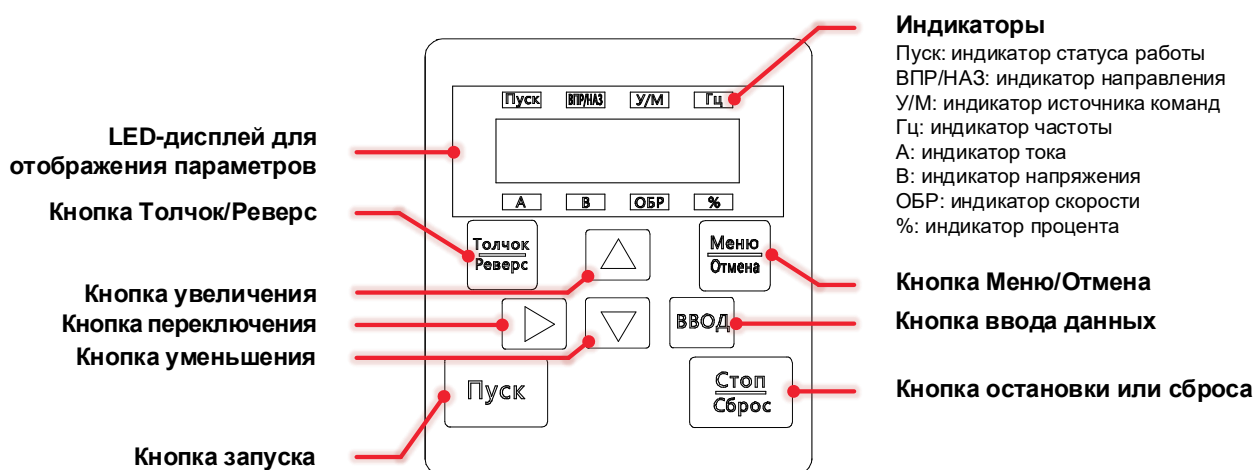 Индикаторы
Пуск: индикатор статуса работы
ВПР/НАЗ: индикатор направления
У/М: индикатор источника команд
Гц: индикатор частоты
А: индикатор тока
В: индикатор напряжения
ОБР: индикатор скорости
%: индикатор процента
Пуск ВПР/НАЗ У/М Гц
LED-дисплей для
отображения параметров
А В ОБР %
Кнопка Толчок/Реверс
Толчок
Реверс
Меню
Отмена
Кнопка увеличения
Кнопка Меню/Отмена
Кнопка переключения
ВВОД
Кнопка ввода данных
Кнопка уменьшения
Пуск
Стоп
Сброс
Кнопка остановки или сброса
Кнопка запуска